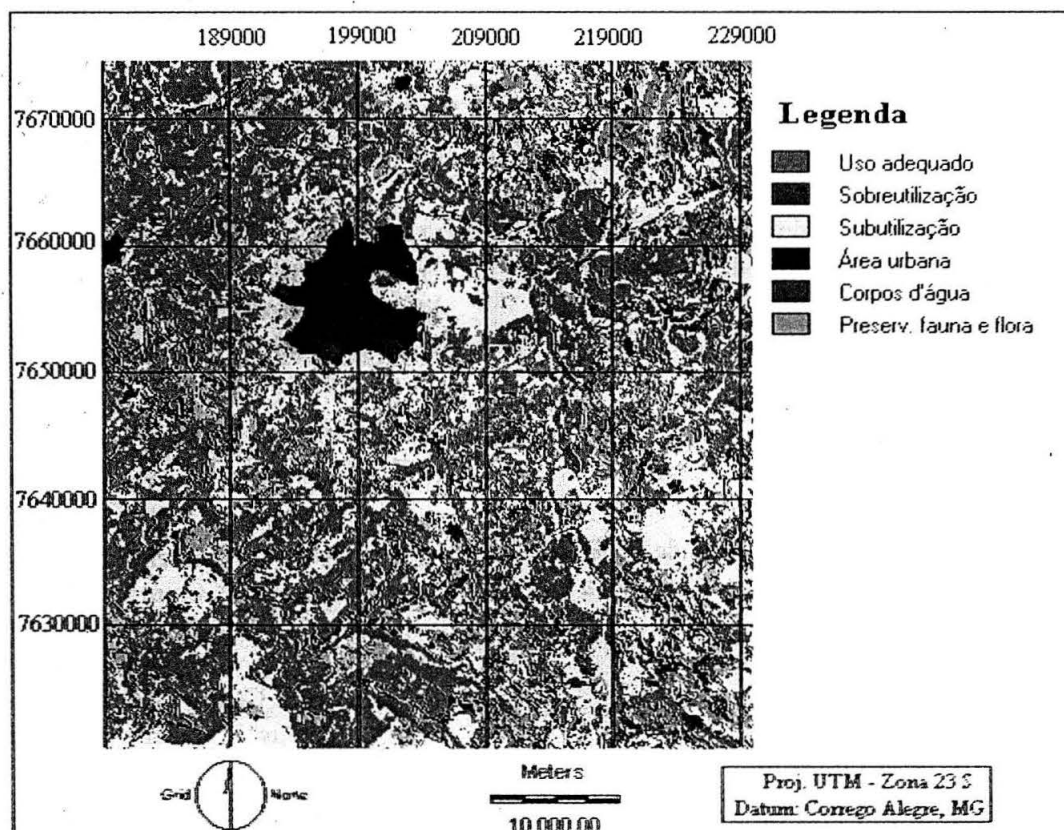 189000 199000 209000 219000 229000
7670000
7660000
7650000
7640000
7630000
Legenda
Uso adequado
Sobreutilização
Subutilização
Área urbana
Corpos d'água
Preserv. fauna e flora
Grid
Norte
Meters
10,000.00
Proj. UTM - Zona 23 S
Datum: Corrego Alegre, MG